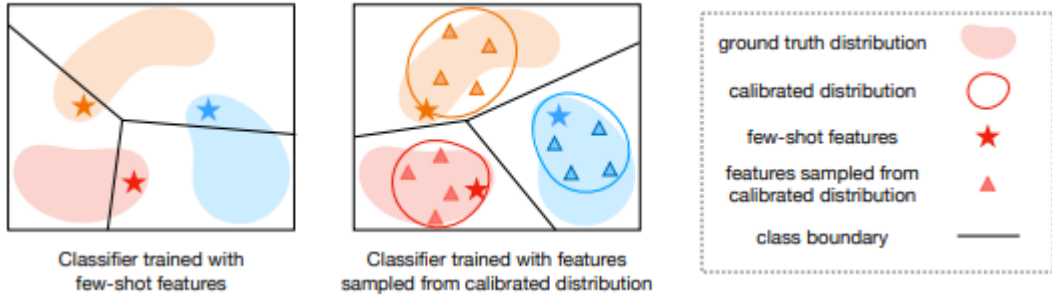 Classifier trained with
few-shot features
Classifier trained with features
sampled from calibrated distribution
ground truth distribution
calibrated distribution
few-shot features
features sampled from
calibrated distribution
class boundary